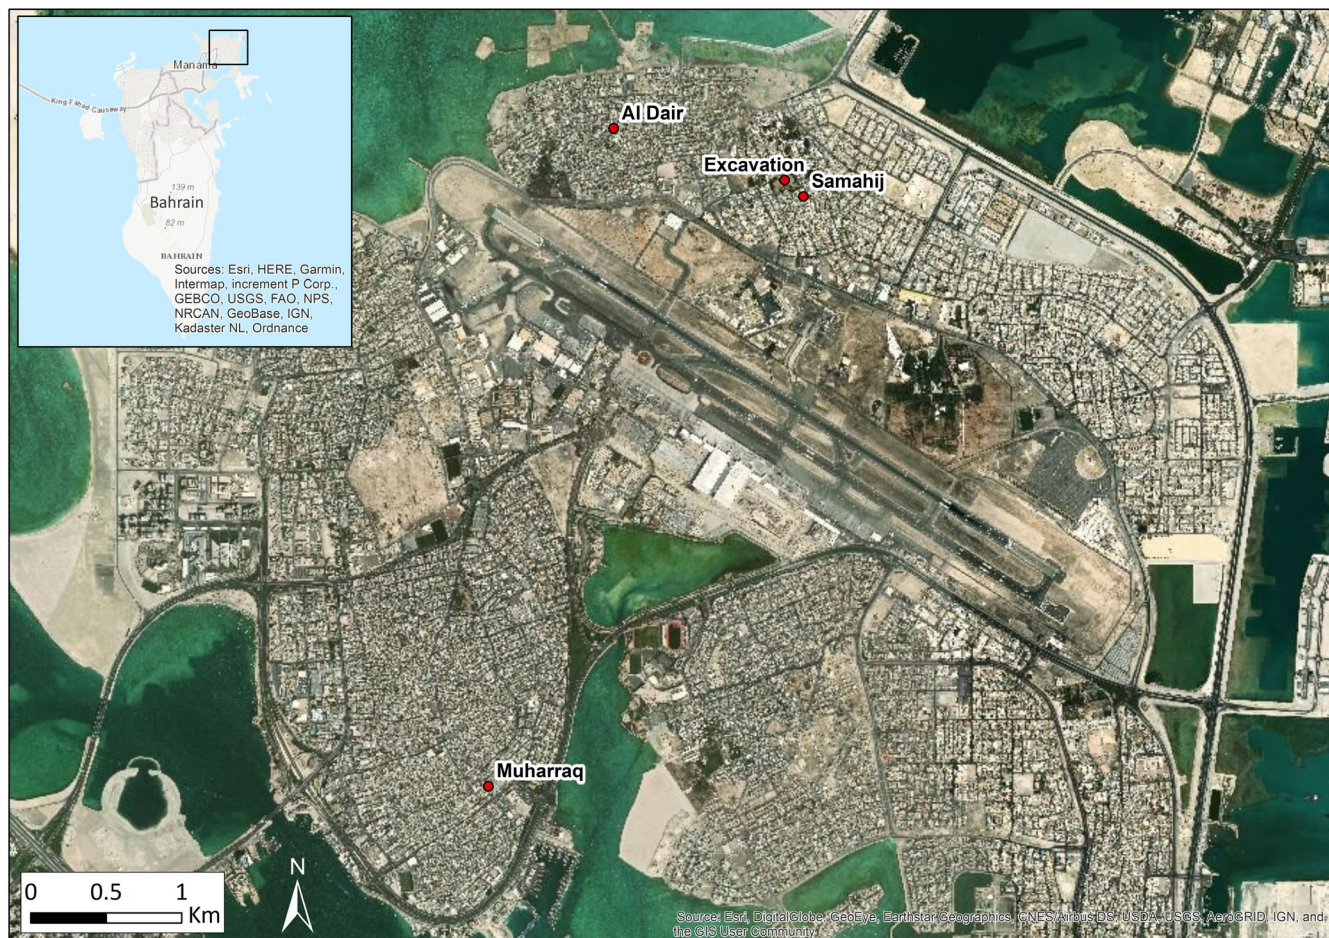 Manama
King Fahad Causeway
139 m
Bahrain
82 m
BAHRAIN
Sources: Esri, HERE, Garmin,
Intermap, increment P Corp.,
GEBCO, USGS, FAO, NPS,
NRCAN, GeoBase, IGN,
Kadaster NL, Ordnance
Al Dair
Excavation
Samahij
Muharraq
N
0 0.5 1
Km
Source: Esri, DigitalGlobe, GeoEye, Earthstar Geographics, CNES/Airbus DS, USDA, USGS, AeroGRID, IGN, and
the GIS User Community